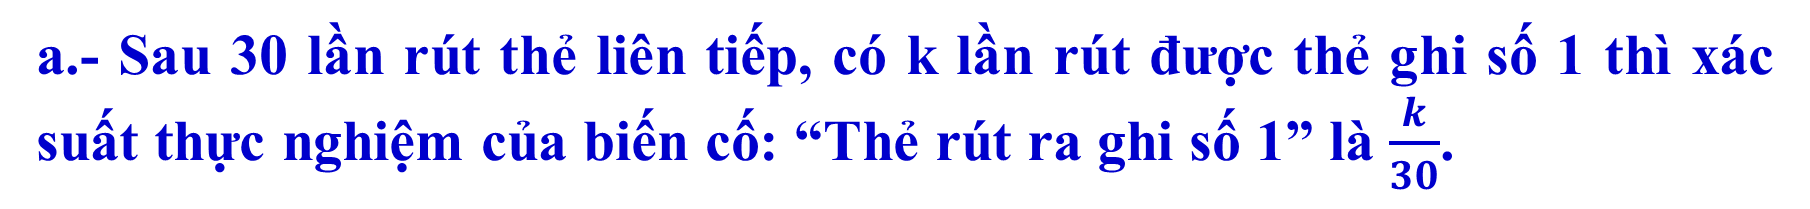 a.- Sau 30 lần rút thẻ liên tiếp, có k lần rút được thẻ ghi số 1 thì xác
suất thực nghiệm của biến cố: “Thẻ rút ra ghi số 1” là k/30.